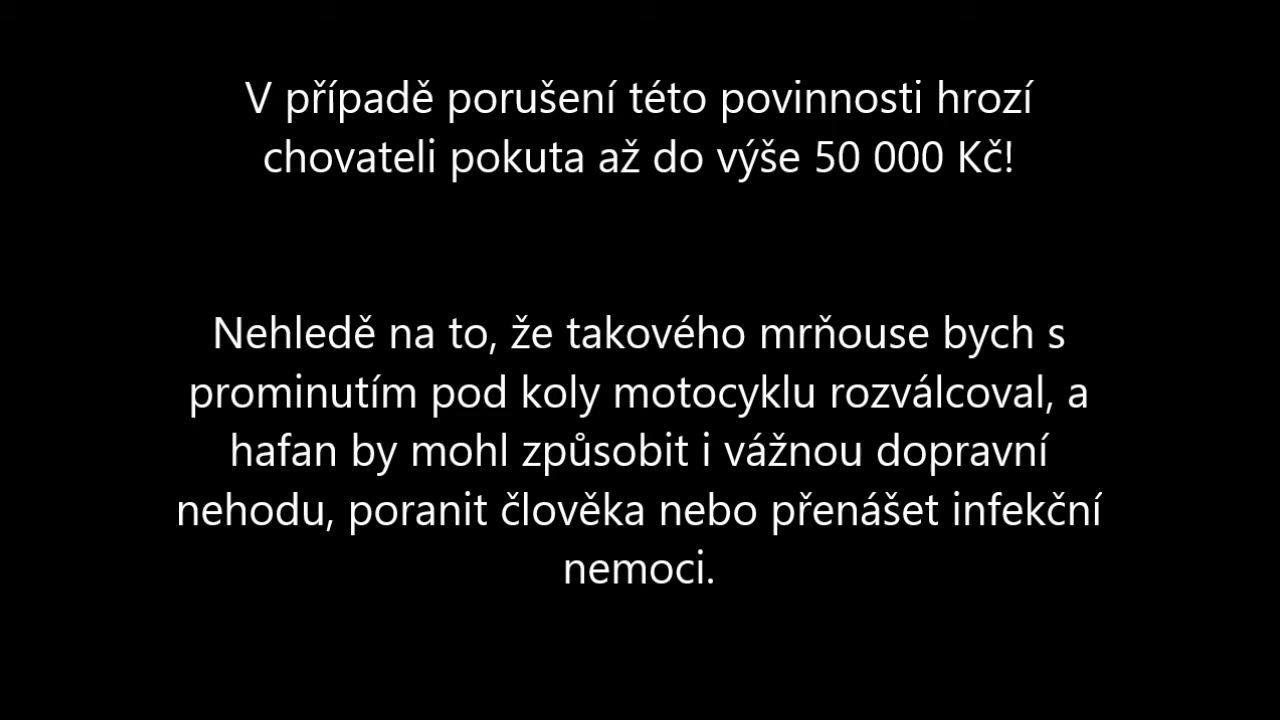 V případě porušení této povinnosti hrozí
chovateli pokuta až do výše 50 000 Kč!
Nehledě na to, že takového mrňouse bych s
prominutím pod koly motocyklu rozválcoval, a
hafan by mohl způsobit i vážnou dopravní
nehodu, poranit člověka nebo přenášet infekční
nemoci.